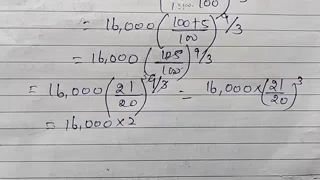 100
= 16,000 (100+5/100)^9/3
= 16,000 (105/100)^9/3
= 16,000 (21/20)^9/3 = 16,000 × (21/20)^3
= 16,000 × 2